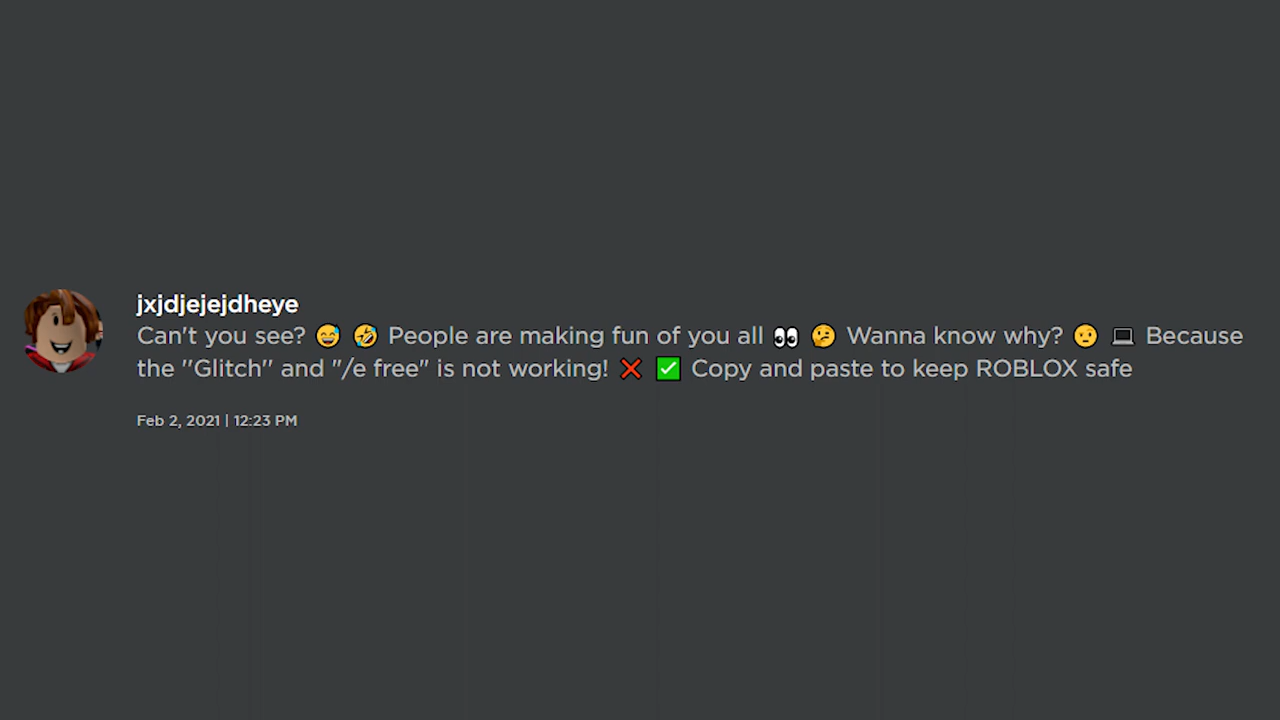 jxjdjejejdheye
Can't you see? 😅 🤣 People are making fun of you all 👀 🤔 Wanna know why? 🤨 💻 Because
the "Glitch" and "/e free" is not working! ❌ ✅ Copy and paste to keep ROBLOX safe
Feb 2, 2021 | 12:23 PM